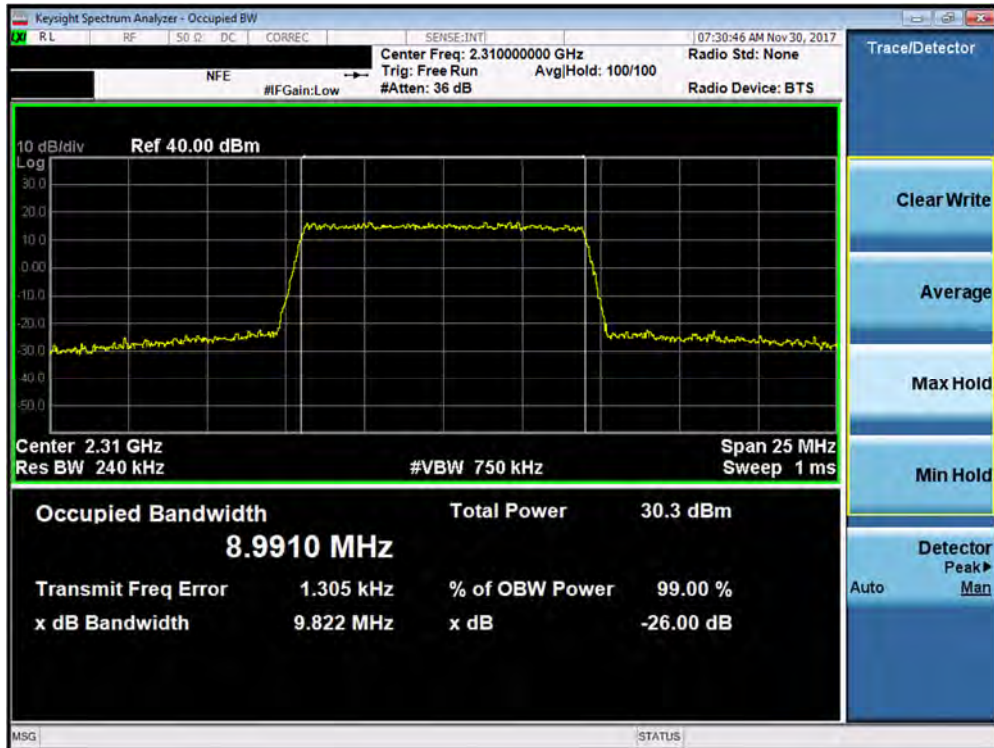 Keysight Spectrum Analyzer - Occupied BW
LXI RL RF 50 Ω DC CORREC SENSE:INT 07:30:46 AM Nov 30, 2017
Center Freq: 2.310000000 GHz Radio Std: None
NFE Trig: Free Run Avg|Hold: 100/100
#IFGain:Low #Atten: 36 dB Radio Device: BTS
10 dB/div Ref 40.00 dBm
Log
30.0
20.0
10.0
0.00
-10.0
-20.0
-30.0
-40.0
-50.0
Center 2.31 GHz Span 25 MHz
Res BW 240 kHz #VBW 750 kHz Sweep 1 ms
Occupied Bandwidth Total Power 30.3 dBm
8.9910 MHz
Transmit Freq Error 1.305 kHz % of OBW Power 99.00 %
x dB Bandwidth 9.822 MHz x dB -26.00 dB
MSG STATUS
Trace/Detector
Clear Write
Average
Max Hold
Min Hold
Detector
Peak▶
Auto Man